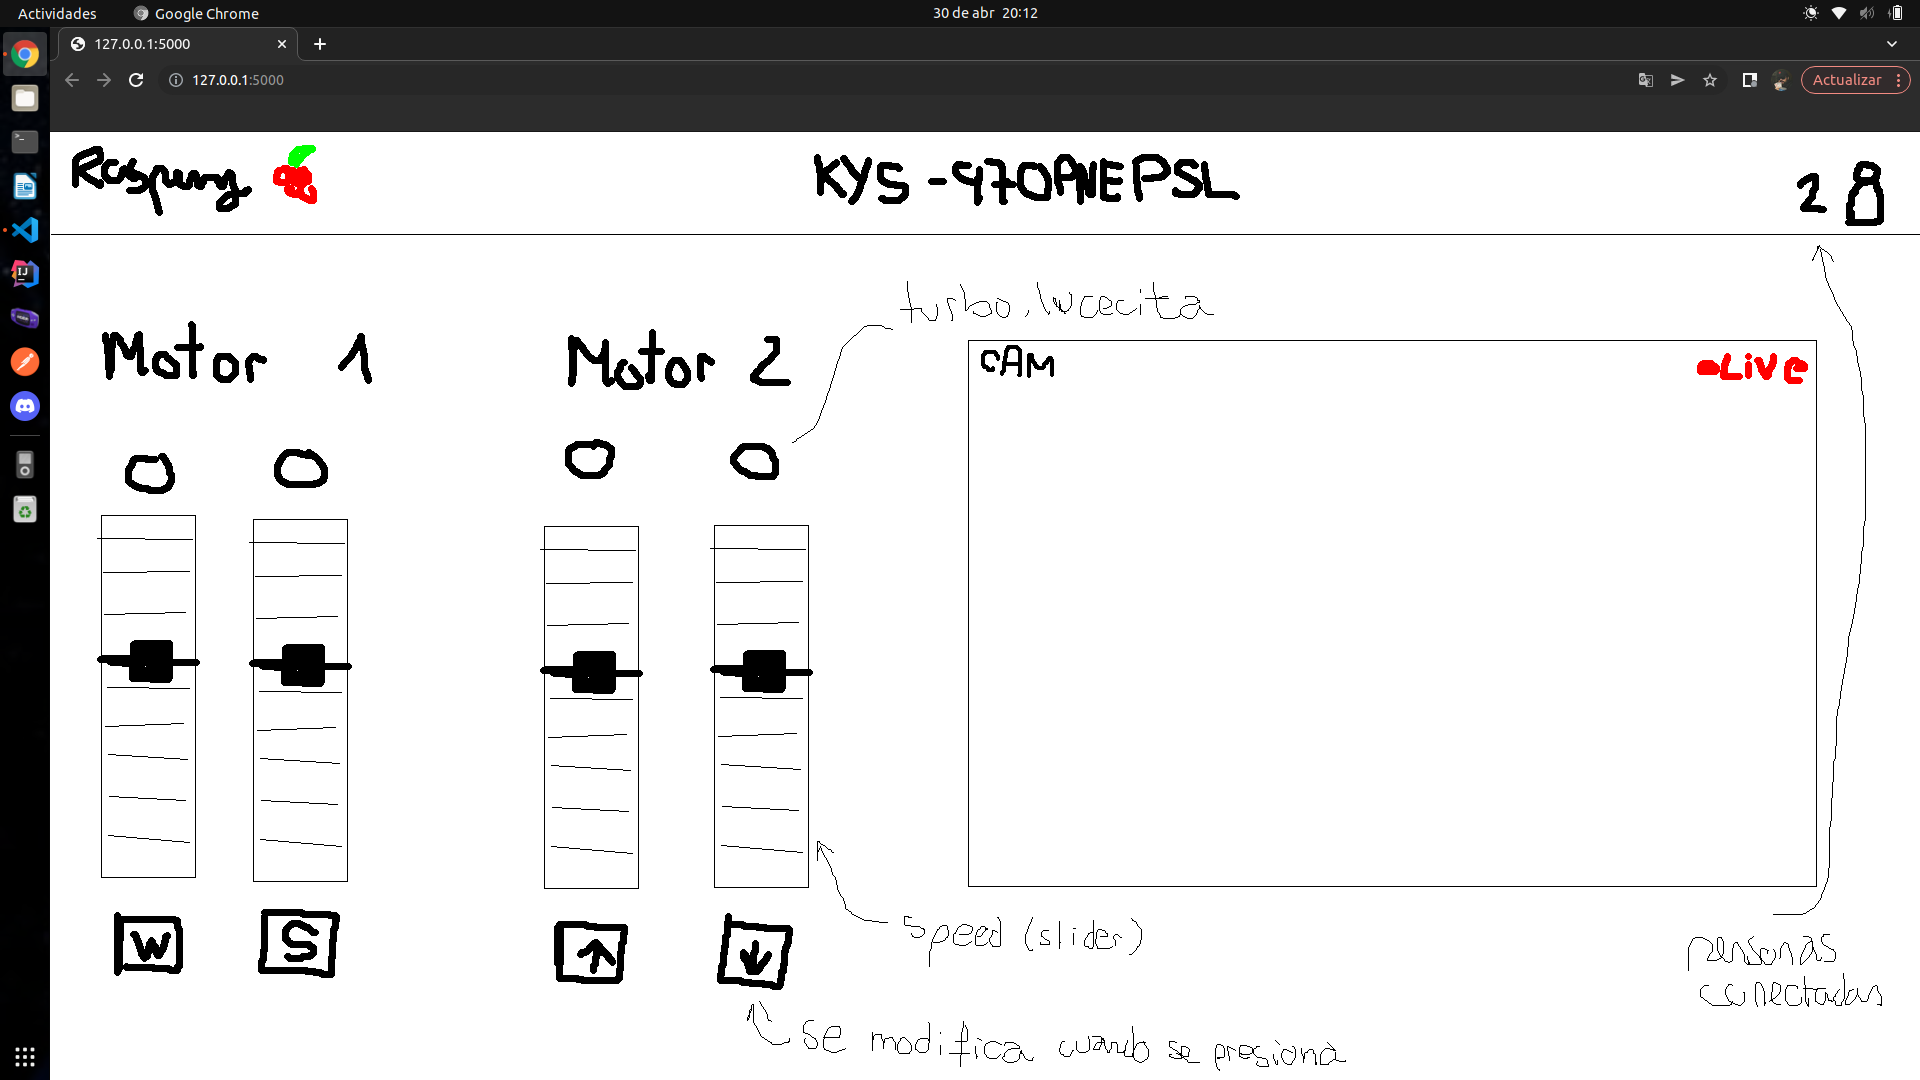 Actividades Google Chrome 30 de abr 20:12
127.0.0.1:5000
127.0.0.1:5000 Actualizar
KYS-970ANEPSL 2
turbo. lucecita
Motor 1 Motor 2
CAM LiVe
W S ↑ ↓
speed (slider)
personas
conectadas
se modifica cuando se presiona